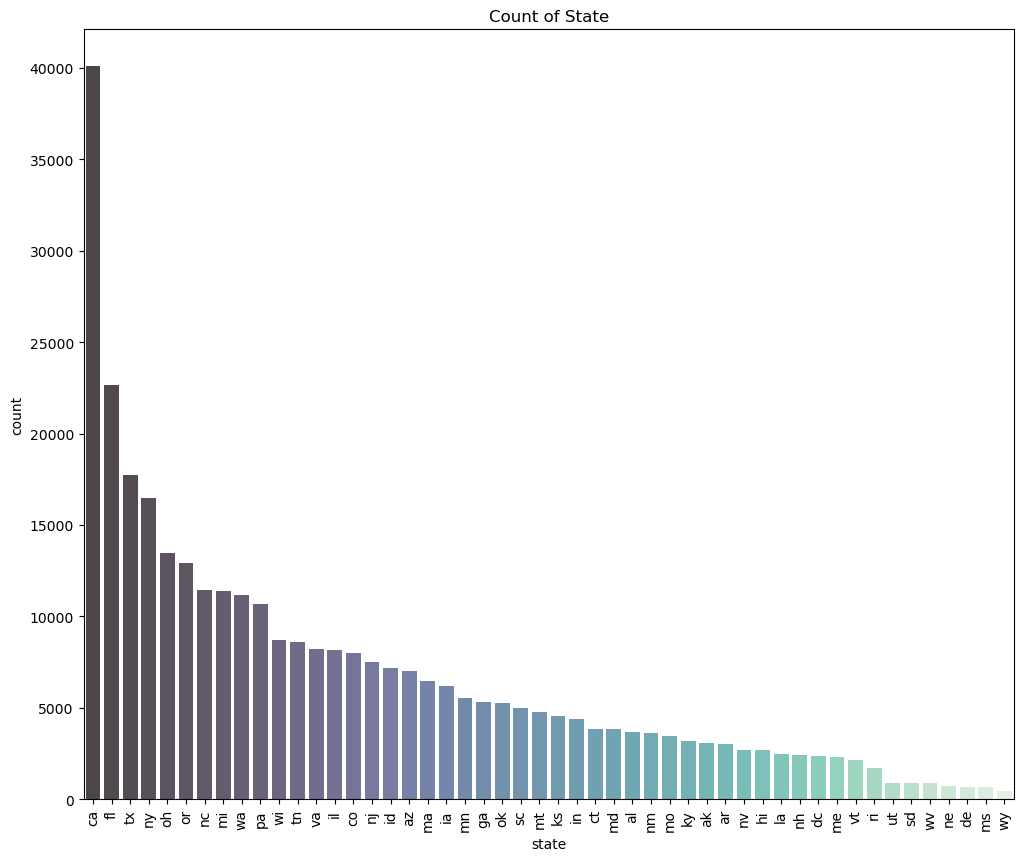 Count of State
count
40000
35000
30000
25000
20000
15000
10000
5000
0
ca fl tx ny oh or nc mi wa pa wi tn va il co nj id az ma ia mn ga ok sc mt ks in ct md al nm mo ky ak ar nv hi la nh dc me vt ri ut sd wv ne de ms wy
state